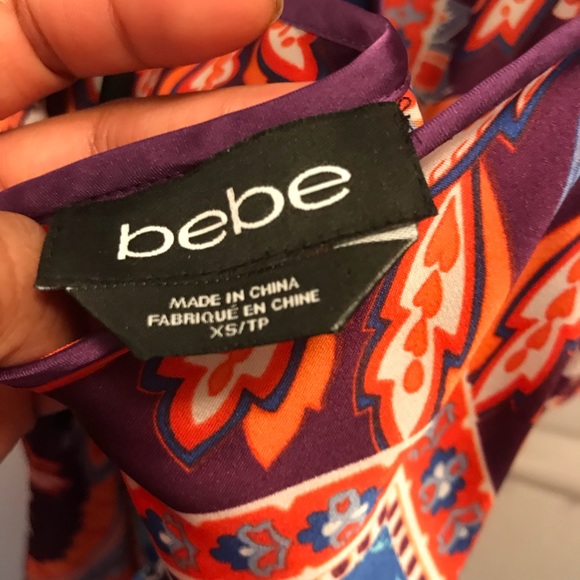 bebe
MADE IN CHINA
FABRIQUÉ EN CHINE
XS/TP